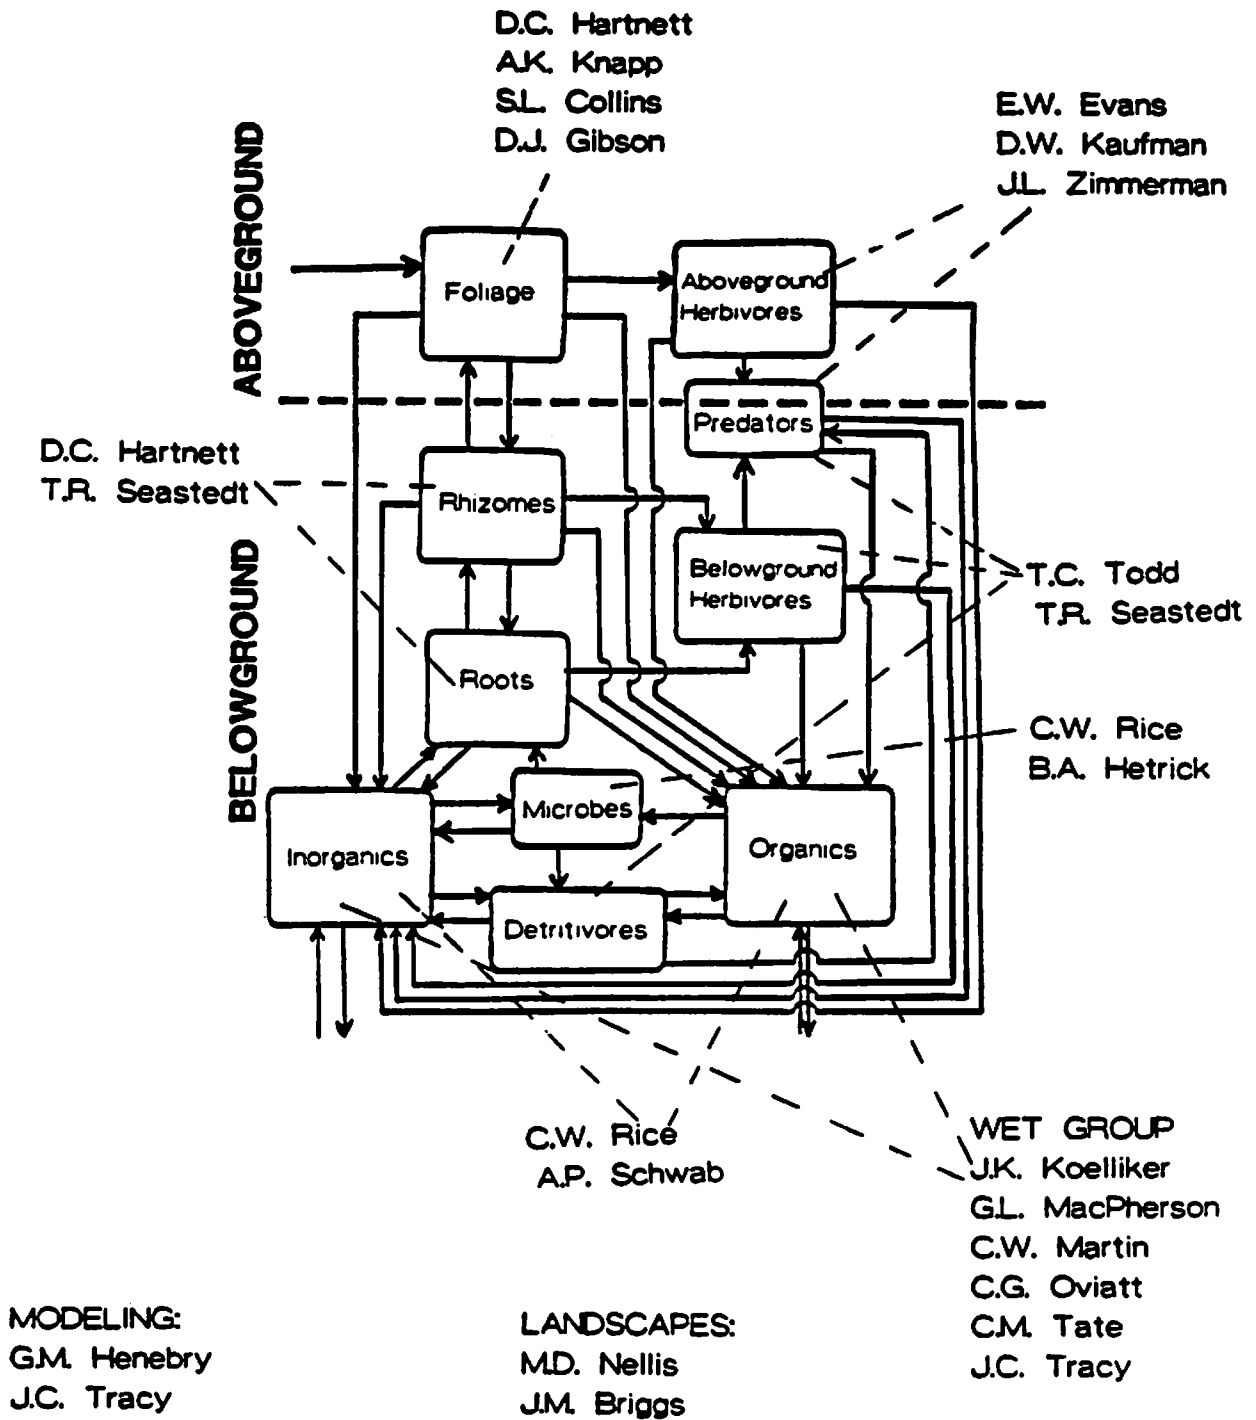 D.C. Hartnett
A.K. Knapp
S.L. Collins
D.J. Gibson
E.W. Evans
D.W. Kaufman
J.L. Zimmerman
ABOVEGROUND
Foliage
Aboveground
Herbivores
Predators
D.C. Hartnett
T.R. Seastedt
Rhizomes
BELOWGROUND
Belowground
Herbivores
T.C. Todd
T.R. Seastedt
Roots
C.W. Rice
B.A. Hetrick
Microbes
Inorganics
Organics
Detritivores
C.W. Rice
A.P. Schwab
WET GROUP
J.K. Koelliker
G.L. MacPherson
C.W. Martin
C.G. Oviatt
C.M. Tate
J.C. Tracy
MODELING:
G.M. Henebry
J.C. Tracy
LANDSCAPES:
M.D. Nellis
J.M. Briggs